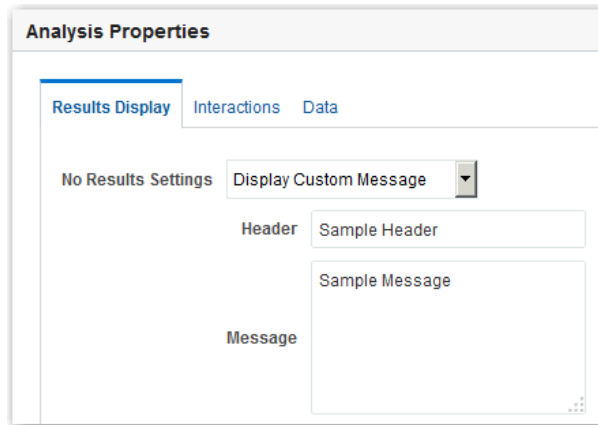 Analysis Properties
Results Display Interactions Data
No Results Settings Display Custom Message
Header Sample Header
Sample Message
Message